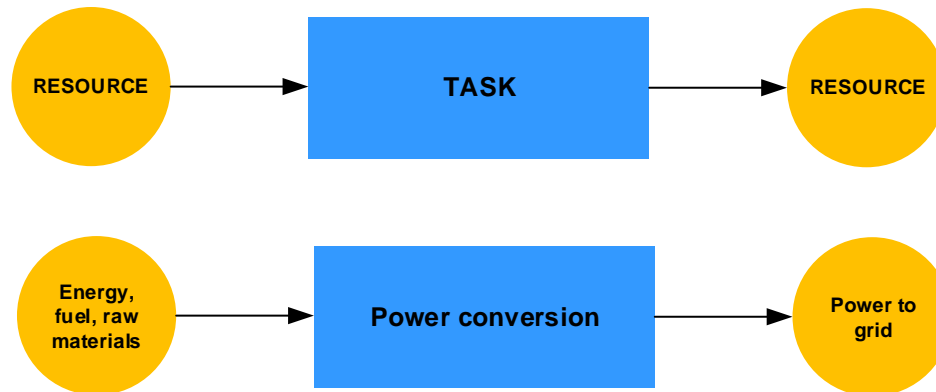 RESOURCE
TASK
RESOURCE
Energy,
fuel, raw
materials
Power conversion
Power to
grid